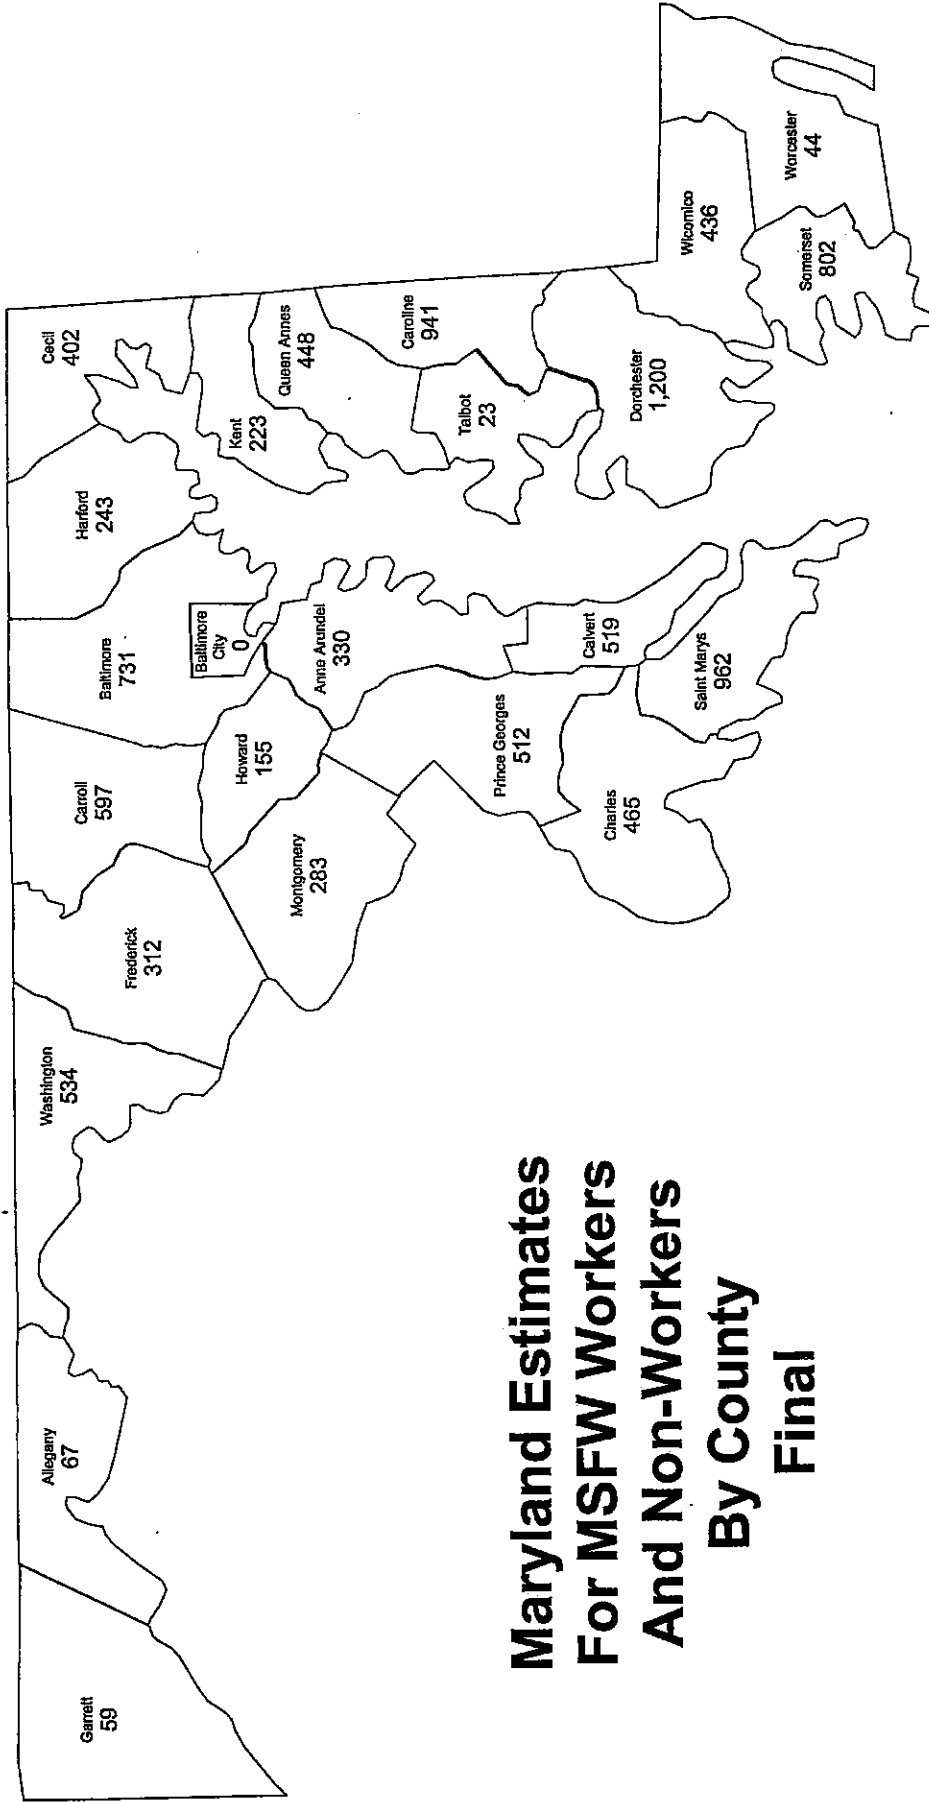 Garrett
59
Allegany
67
Washington
534
Frederick
312
Carroll
597
Baltimore
731
Baltimore
City
0
Harford
243
Cecil
402
Howard
155
Montgomery
283
Anne Arundel
330
Prince Georges
512
Calvert
519
Charles
465
Saint Marys
962
Kent
223
Queen Annes
448
Caroline
941
Talbot
23
Dorchester
1,200
Wicomico
436
Somerset
802
Worcester
44
Maryland Estimates
For MSFW Workers
And Non-Workers
By County
Final